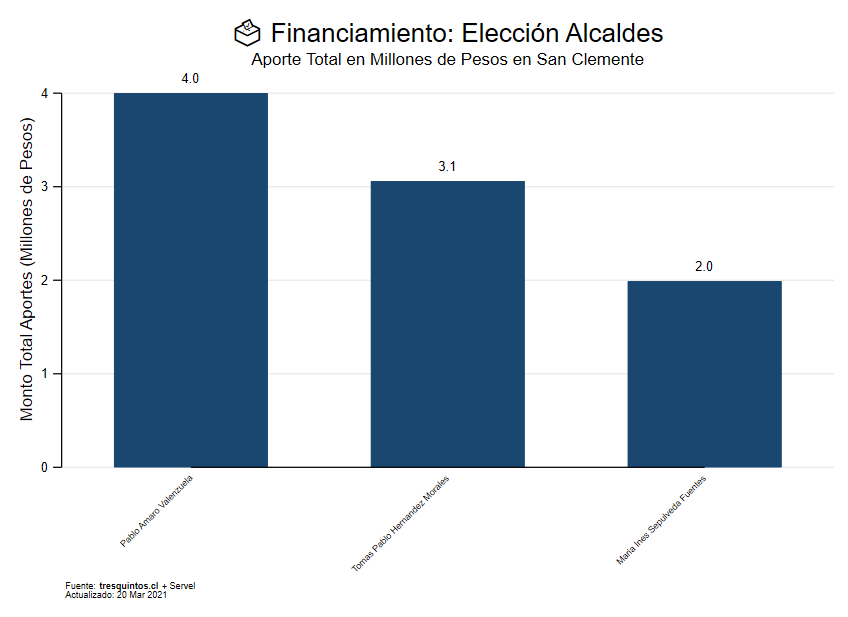 Financiamiento: Elección Alcaldes
Aporte Total en Millones de Pesos en San Clemente
Monto Total Aportes (Millones de Pesos)
4
3
2
1
0
4.0
3.1
2.0
Pablo Amaro Valenzuela
Tomas Pablo Hernandez Morales
Maria Ines Sepulveda Fuentes
Fuente: tresquintos.cl + Servel
Actualizado: 20 Mar 2021